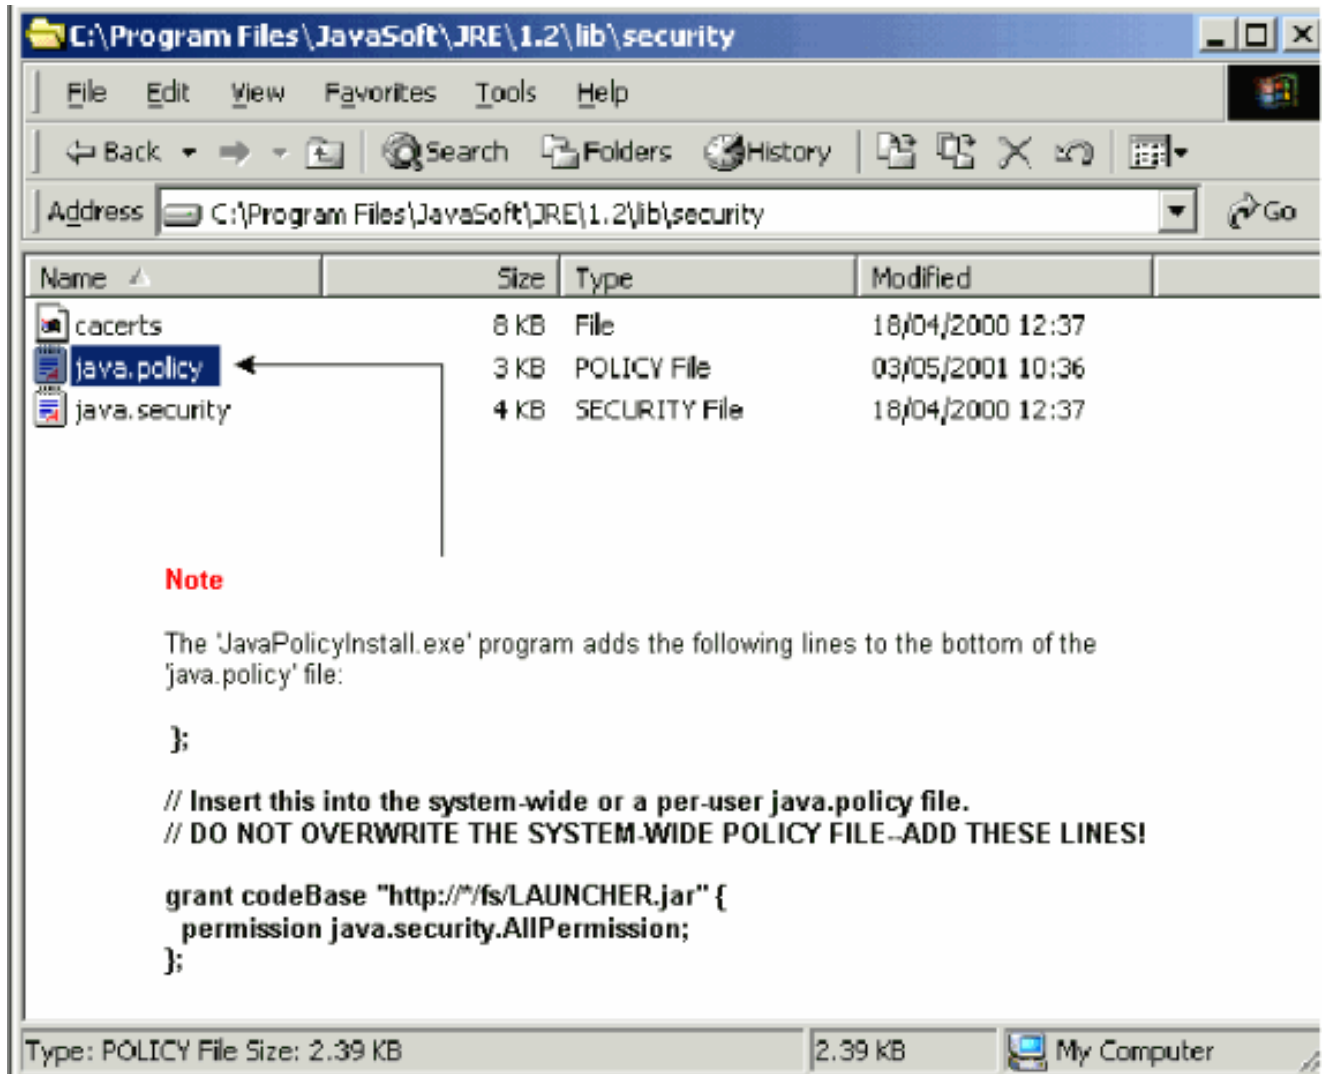 C:\Program Files\JavaSoft\JRE\1.2\lib\security
File Edit View Favorites Tools Help
Back Search Folders History
Address C:\Program Files\JavaSoft\JRE\1.2\lib\security Go
Name Size Type Modified
cacerts 8 KB File 18/04/2000 12:37
java.policy 3 KB POLICY File 03/05/2001 10:36
java.security 4 KB SECURITY File 18/04/2000 12:37
Note
The 'JavaPolicyInstall.exe' program adds the following lines to the bottom of the
'java.policy' file:
};
// Insert this into the system-wide or a per-user java.policy file.
// DO NOT OVERWRITE THE SYSTEM-WIDE POLICY FILE--ADD THESE LINES!
grant codeBase "http://*/fs/LAUNCHER.jar" {
permission java.security.AllPermission;
};
Type: POLICY File Size: 2.39 KB 2.39 KB My Computer